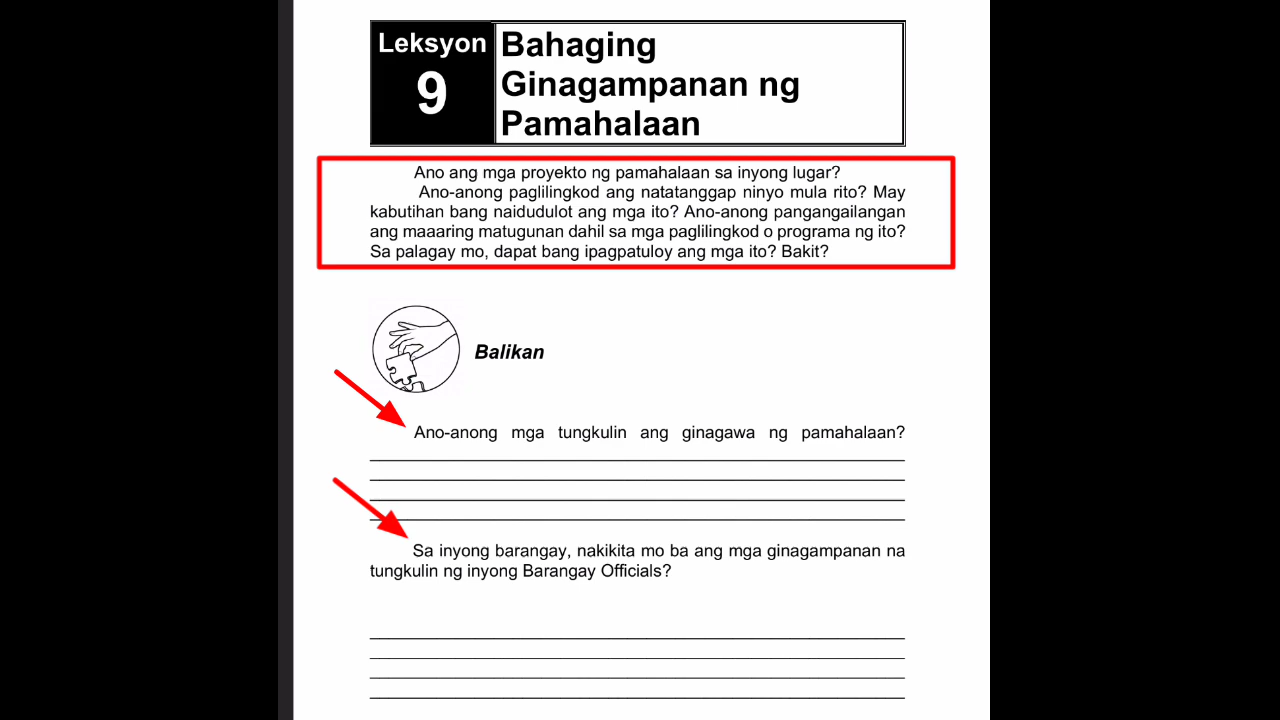 Leksyon
9
Bahaging
Ginagampanan ng
Pamahalaan
Ano ang mga proyekto ng pamahalaan sa inyong lugar?
Ano-anong paglilingkod ang natatanggap ninyo mula rito? May
kabutihan bang naidudulot ang mga ito? Ano-anong pangangailangan
ang maaaring matugunan dahil sa mga paglilingkod o programa ng ito?
Sa palagay mo, dapat bang ipagpatuloy ang mga ito? Bakit?
Balikan
Ano-anong mga tungkulin ang ginagawa ng pamahalaan?
Sa inyong barangay, nakikita mo ba ang mga ginagampanan na
tungkulin ng inyong Barangay Officials?